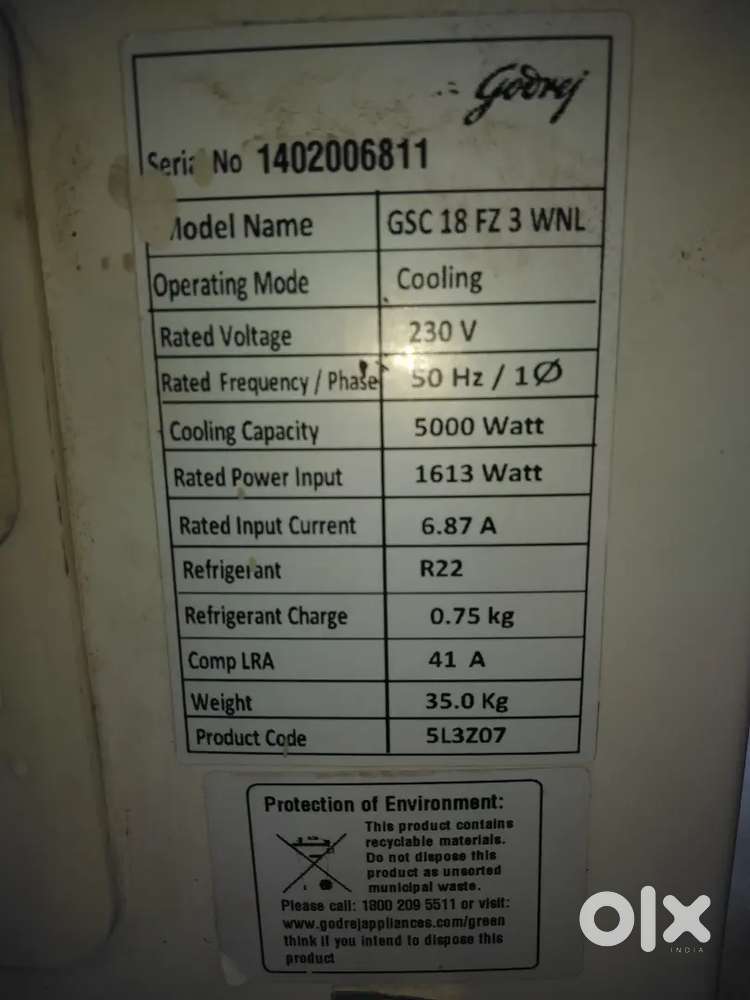 Godrej
Serial No 1402006811
Model Name GSC 18 FZ 3 WNL
Operating Mode Cooling
Rated Voltage 230 V
Rated Frequency / Phase 50 Hz / 1Ø
Cooling Capacity 5000 Watt
Rated Power Input 1613 Watt
Rated Input Current 6.87 A
Refrigerant R22
Refrigerant Charge 0.75 kg
Comp LRA 41 A
Weight 35.0 Kg
Product Code 5L3Z07
Protection of Environment:
This product contains
recyclable materials.
Do not dispose this
product as unsorted
municipal waste.
Please call: 1800 209 5511 or visit:
www.godrejappliances.com/green
think if you intend to dispose this
product
olx
INDIA